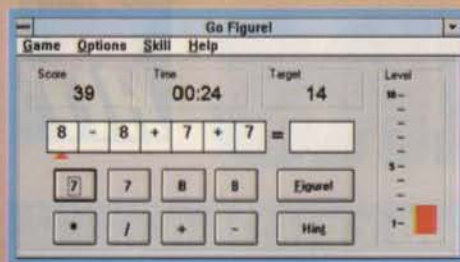 Go Figure!
Game Options Skill Help
Score Time Target Level
39 00:24 14
10-
8 - 8 + 7 + 7 =
5-
7 7 8 8 Figure!
* / + - Hint
1-